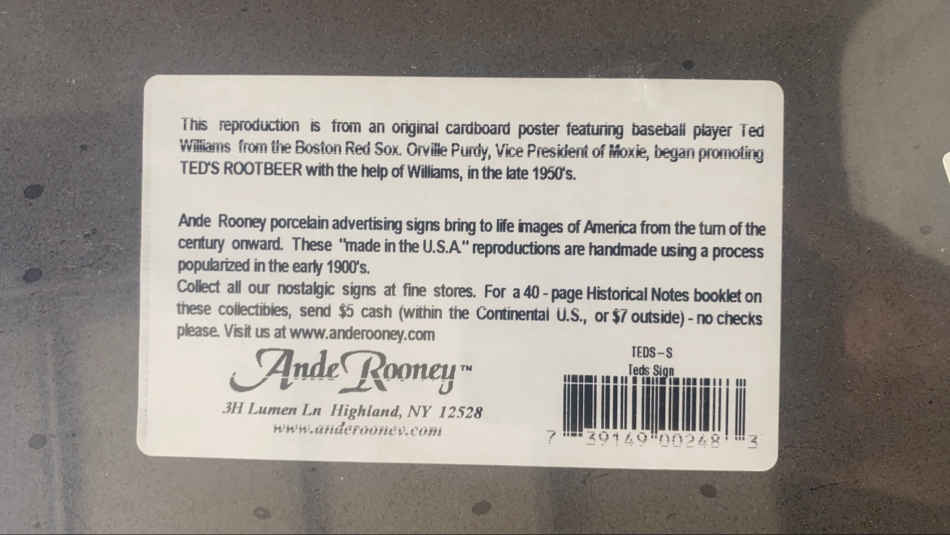 This reproduction is from an original cardboard poster featuring baseball player Ted
Williams from the Boston Red Sox. Orville Purdy, Vice President of Moxie, began promoting
TED'S ROOTBEER with the help of Williams, in the late 1950's.
Ande Rooney porcelain advertising signs bring to life images of America from the turn of the
century onward. These "made in the U.S.A." reproductions are handmade using a process
popularized in the early 1900's.
Collect all our nostalgic signs at fine stores. For a 40 - page Historical Notes booklet on
these collectibles, send $5 cash (within the Continental U.S., or $7 outside) - no checks
please. Visit us at www.anderooney.com
Ande Rooney™
3H Lumen Ln Highland, NY 12528
www.anderooney.com
TEDS-S
Teds Sign
7 39149 00248 3